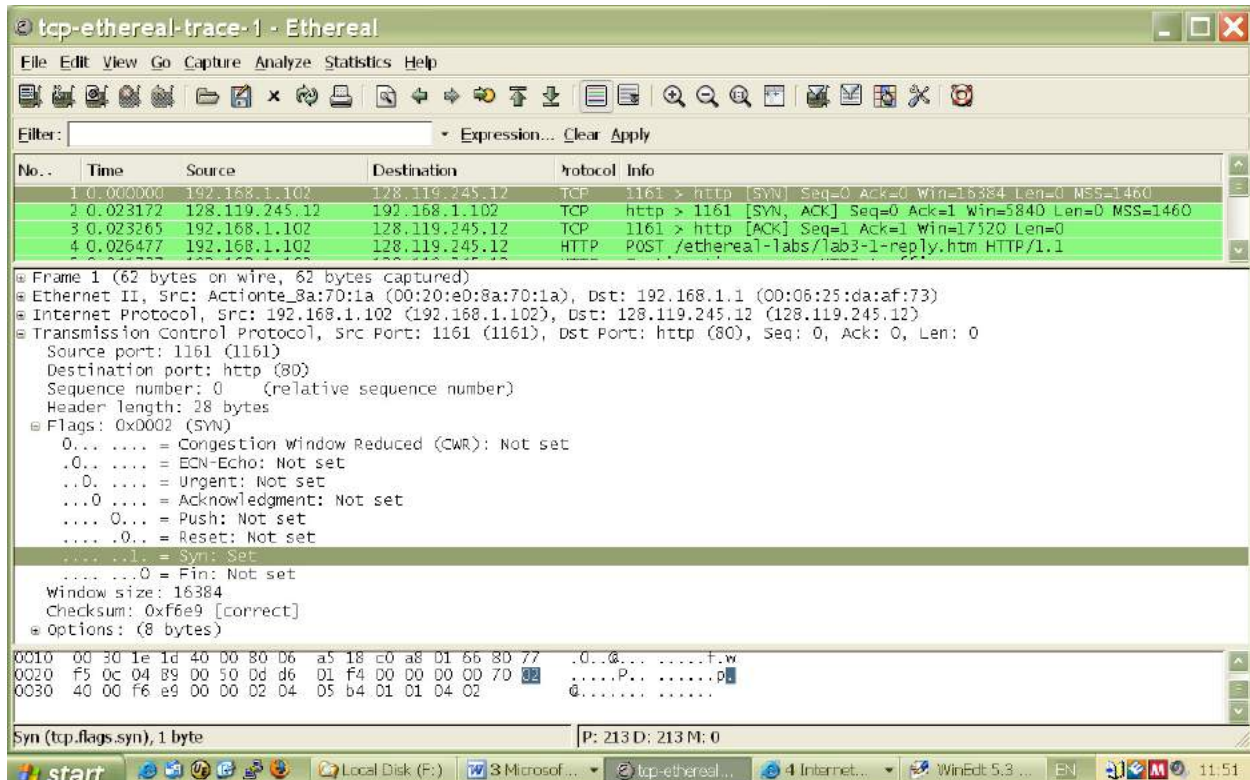 tcp-ethereal-trace-1 - Ethereal
File Edit View Go Capture Analyze Statistics Help
Filter: Expression... Clear Apply
No. . Time Source Destination Protocol Info
1 0.000000 192.168.1.102 128.119.245.12 TCP 1161 > http [SYN] Seq=0 Ack=0 Win=16384 Len=0 MSS=1460
2 0.023172 128.119.245.12 192.168.1.102 TCP http > 1161 [SYN, ACK] Seq=0 Ack=1 Win=5840 Len=0 MSS=1460
3 0.023265 192.168.1.102 128.119.245.12 TCP 1161 > http [ACK] Seq=1 Ack=1 Win=17520 Len=0
4 0.026477 192.168.1.102 128.119.245.12 HTTP POST /ethereal-labs/lab3-1-reply.htm HTTP/1.1
Frame 1 (62 bytes on wire, 62 bytes captured)
Ethernet II, Src: Actionte_8a:70:1a (00:20:e0:8a:70:1a), Dst: 192.168.1.1 (00:06:25:da:af:73)
Internet Protocol, Src: 192.168.1.102 (192.168.1.102), Dst: 128.119.245.12 (128.119.245.12)
Transmission Control Protocol, Src Port: 1161 (1161), Dst Port: http (80), Seq: 0, Ack: 0, Len: 0
Source port: 1161 (1161)
Destination port: http (80)
Sequence number: 0 (relative sequence number)
Header length: 28 bytes
Flags: 0x0002 (SYN)
0... .... = Congestion Window Reduced (CWR): Not set
.0.. .... = ECN-Echo: Not set
..0. .... = Urgent: Not set
...0 .... = Acknowledgment: Not set
.... 0... = Push: Not set
.... .0.. = Reset: Not set
.... ..1. = Syn: Set
.... ...0 = Fin: Not set
Window size: 16384
Checksum: 0xf6e9 [correct]
Options: (8 bytes)
0010 00 30 1e 1d 40 00 80 06 a5 18 c0 a8 01 66 80 77 .0..@... .....f.w
0020 f5 0c 04 89 00 50 0d d6 01 f4 00 00 00 00 70 02 .....P.. ......p.
0030 40 00 f6 e9 00 00 02 04 05 b4 01 01 04 02 @....... ......
Syn (tcp.flags.syn), 1 byte P: 213 D: 213 M: 0
start Local Disk (F:) 3 Microsof... tcp-ethereal... 4 Internet... WinEdt 5.3 ... EN 11:51